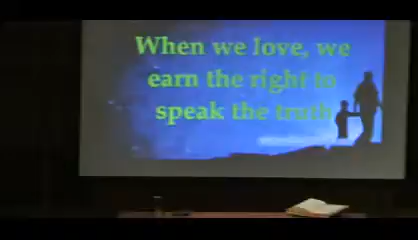 When we love, we
earn the right to
speak the truth